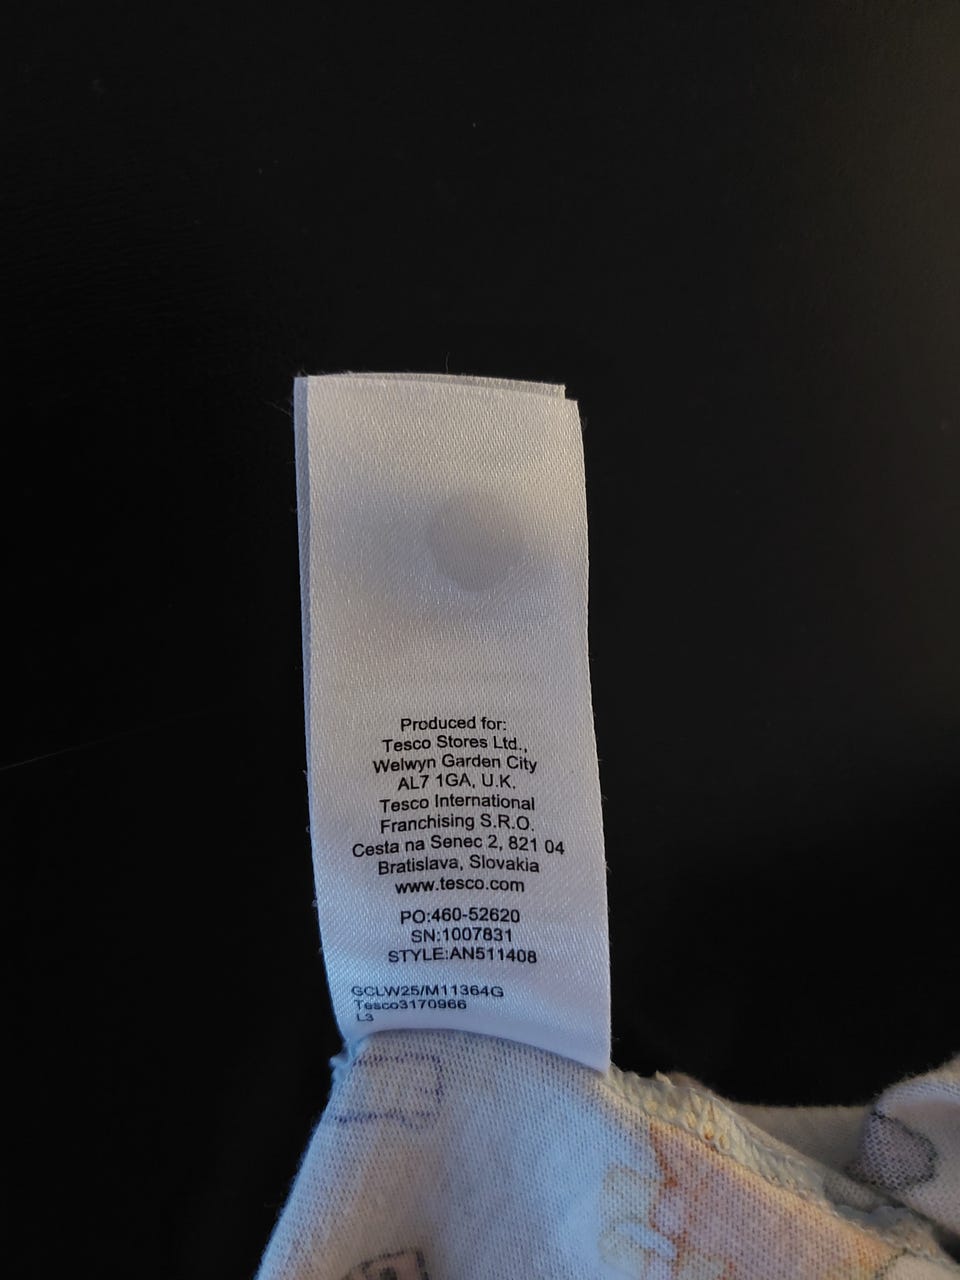 Produced for:
Tesco Stores Ltd.,
Welwyn Garden City
AL7 1GA, U.K.
Tesco International
Franchising S.R.O.
Cesta na Senec 2, 821 04
Bratislava, Slovakia
www.tesco.com
PO:460-52620
SN:1007831
STYLE:AN511408
GCLW25/M11364G
Tesco3170966
L3